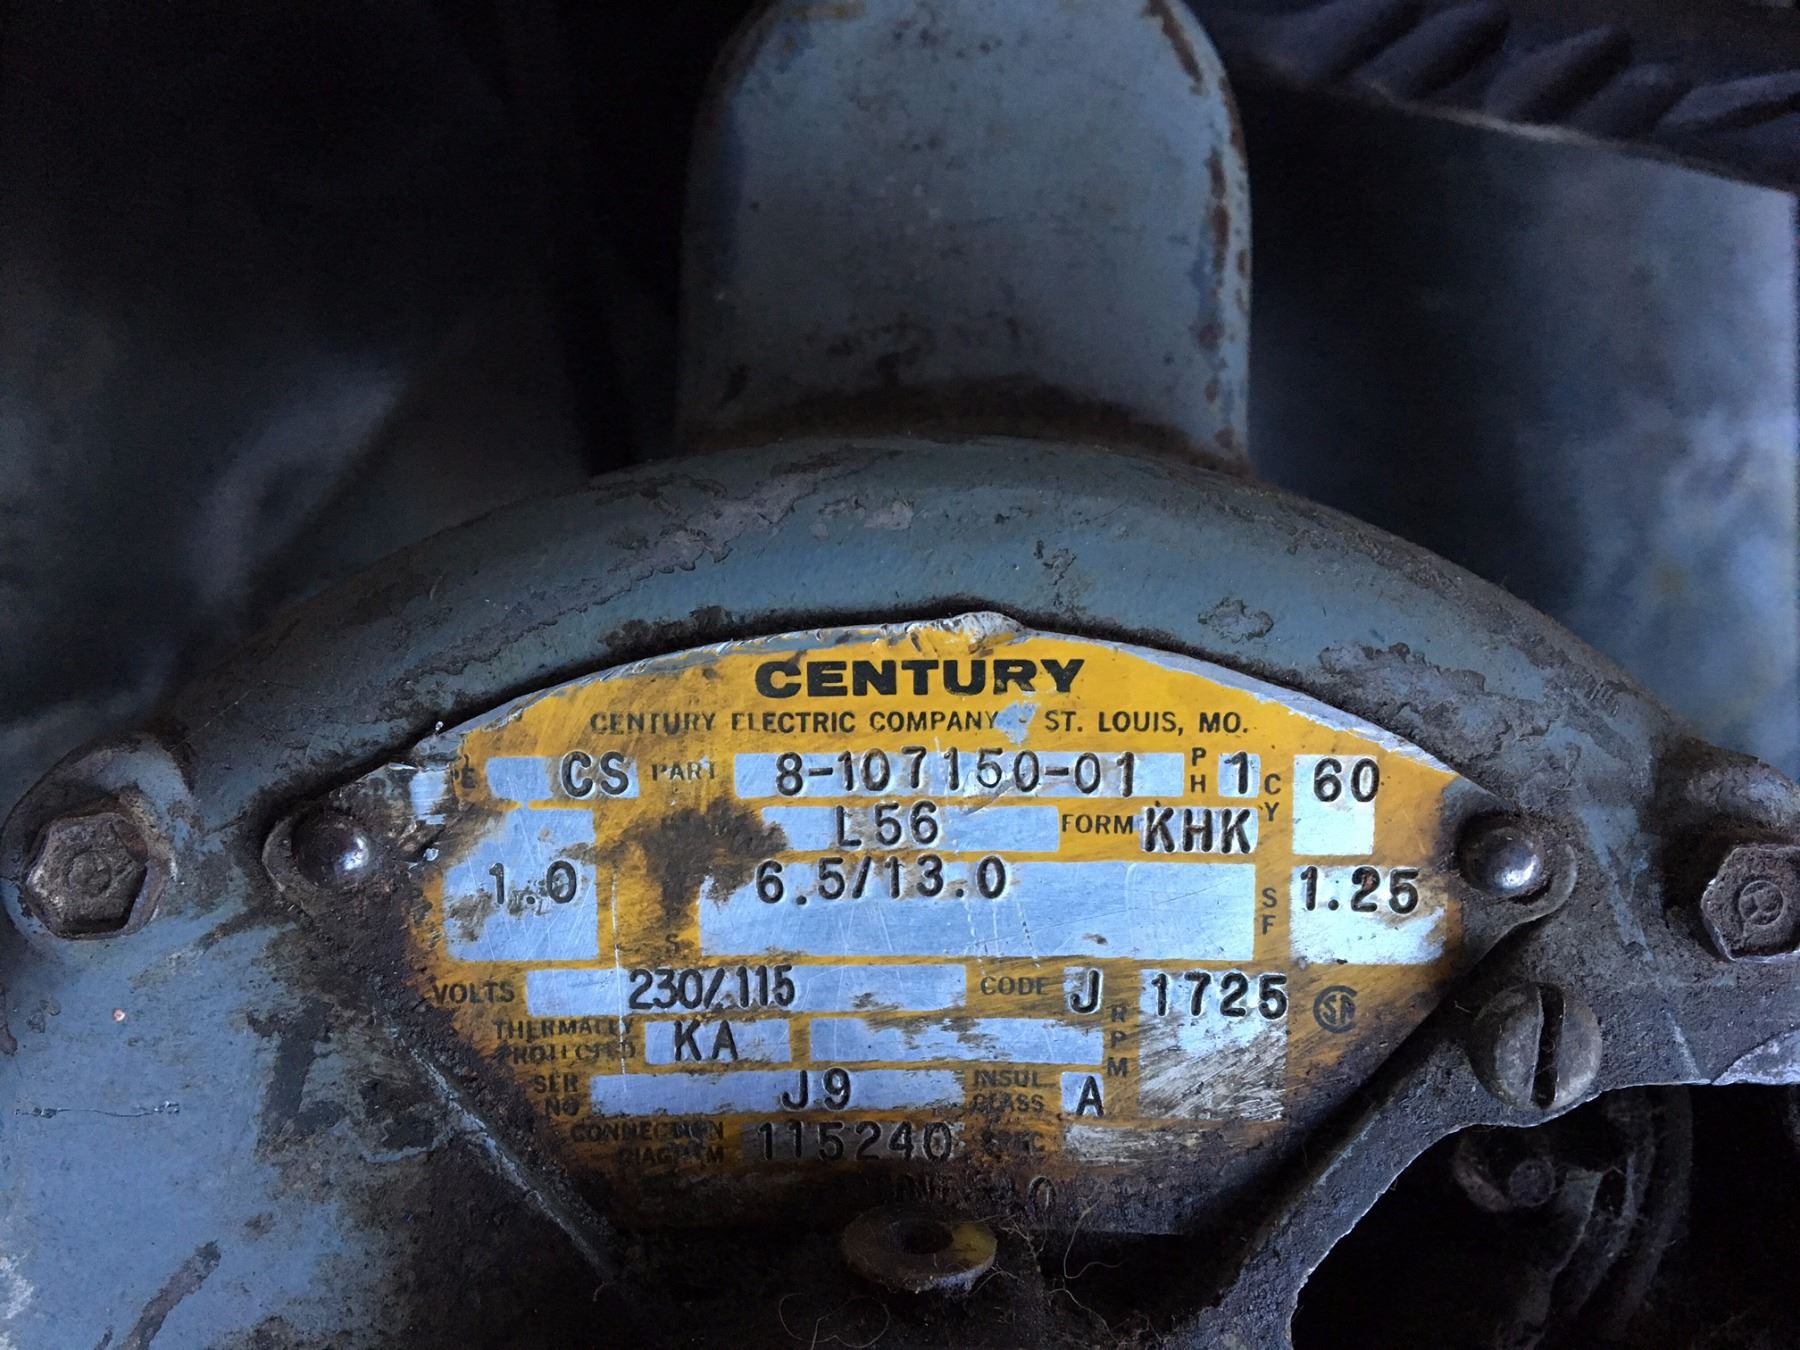 CENTURY
CENTURY ELECTRIC COMPANY - ST. LOUIS, MO.
CS PART 8-107150-01 PH 1 CY 60
L56 FORM KHK
1.0 6.5/13.0 SF 1.25
VOLTS 230/115 CODE J RPM 1725 SA
THERMALLY PROTECTED KA
SER NO J9 INSUL CLASS A
CONNECTION DIAGRAM 115240